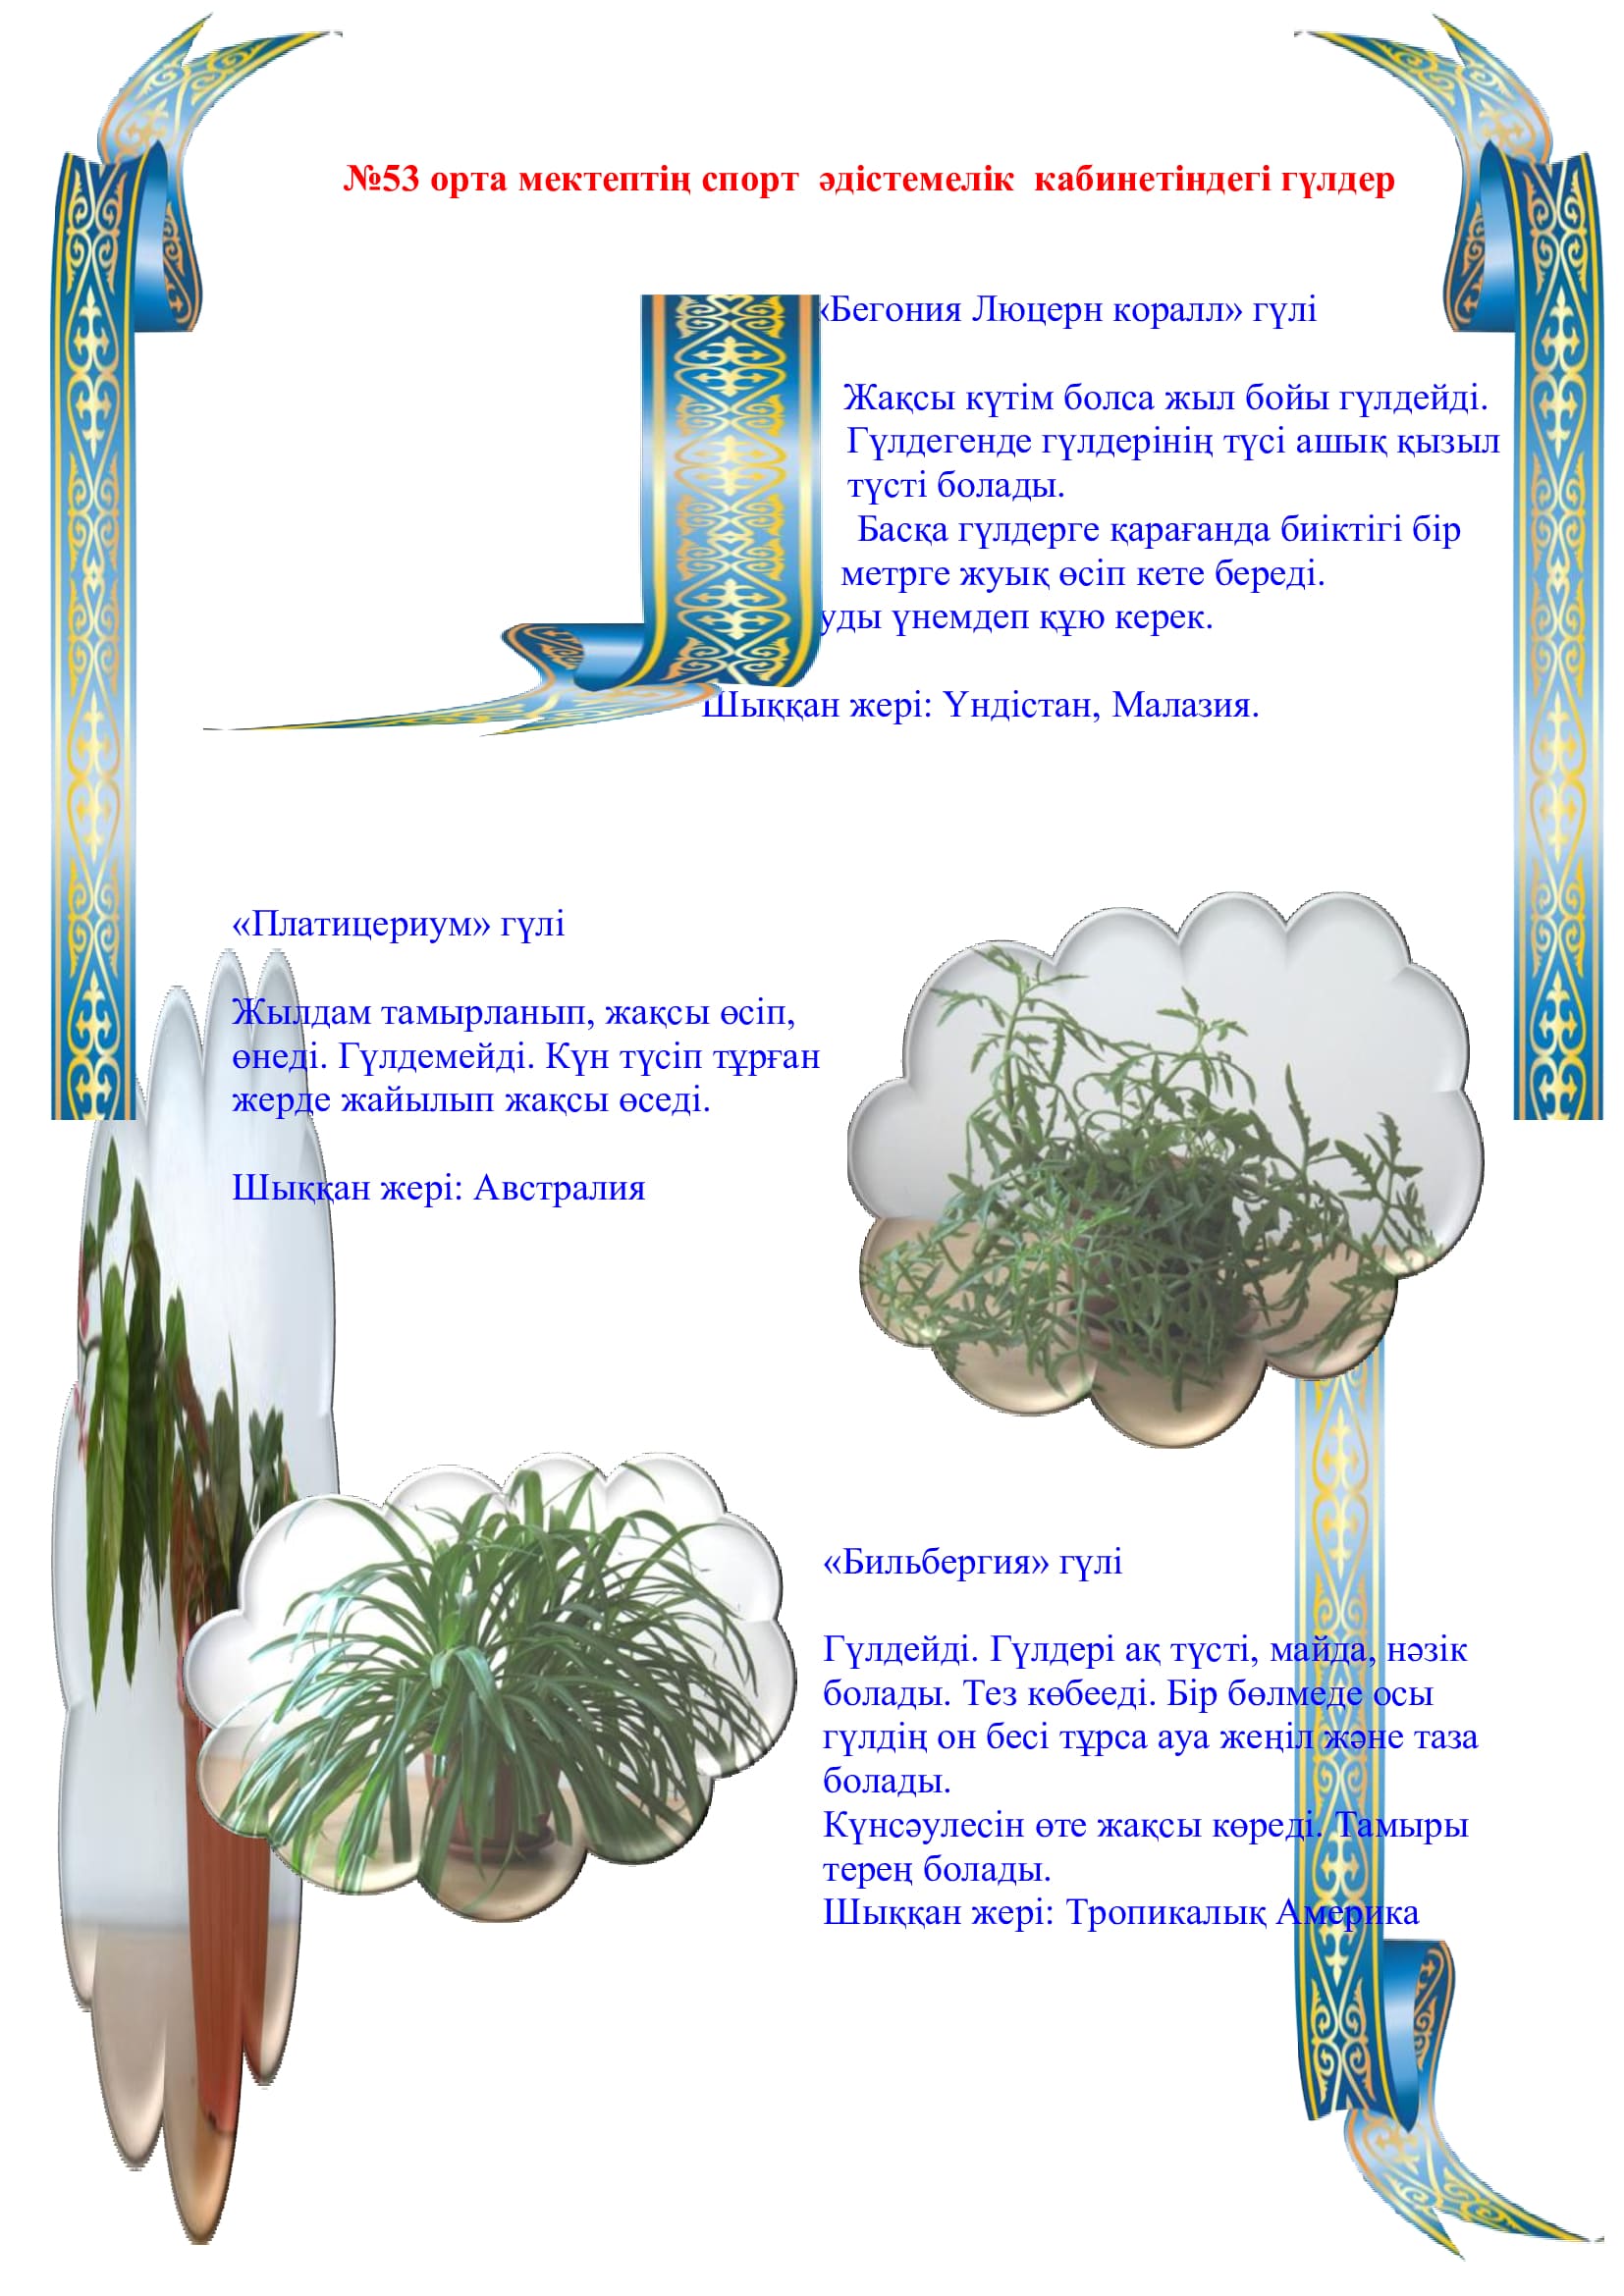 №53 орта мектептің спорт әдістемелік кабинетіндегі гүлдер
«Бегония Люцерн коралл» гүлі
Жақсы күтім болса жыл бойы гүлдейді.
Гүлдегенде гүлдерінің түсі ашық қызыл
түсті болады.
Басқа гүлдерге қарағанда биіктігі бір
метрге жуық өсіп кете береді.
уды үнемдеп құю керек.
Шыққан жері: Үндістан, Малазия.
«Платицериум» гүлі
Жылдам тамырланып, жақсы өсіп,
өнеді. Гүлдемейді. Күн түсіп тұрған
жерде жайылып жақсы өседі.
Шыққан жері: Австралия
«Бильбергия» гүлі
Гүлдейді. Гүлдері ақ түсті, майда, нәзік
болады. Тез көбееді. Бір бөлмеде осы
гүлдің он бесі тұрса ауа жеңіл және таза
болады.
Күнсәулесін өте жақсы көреді. Тамыры
терең болады.
Шыққан жері: Тропикалық Америка